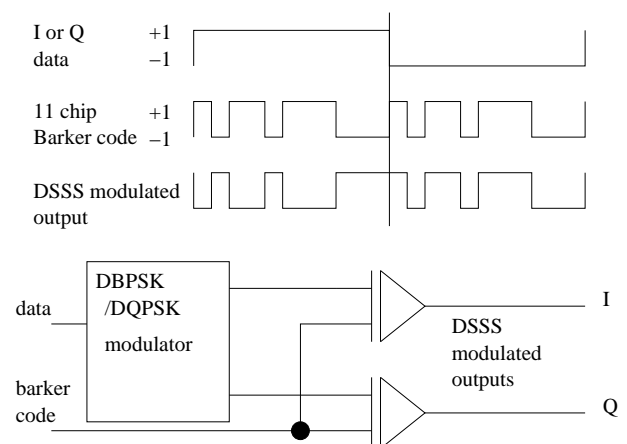 I or Q +1
data −1
11 chip +1
Barker code −1
DSSS modulated
output
DBPSK
/DQPSK
modulator
data
barker
code
DSSS
modulated
outputs
I
Q